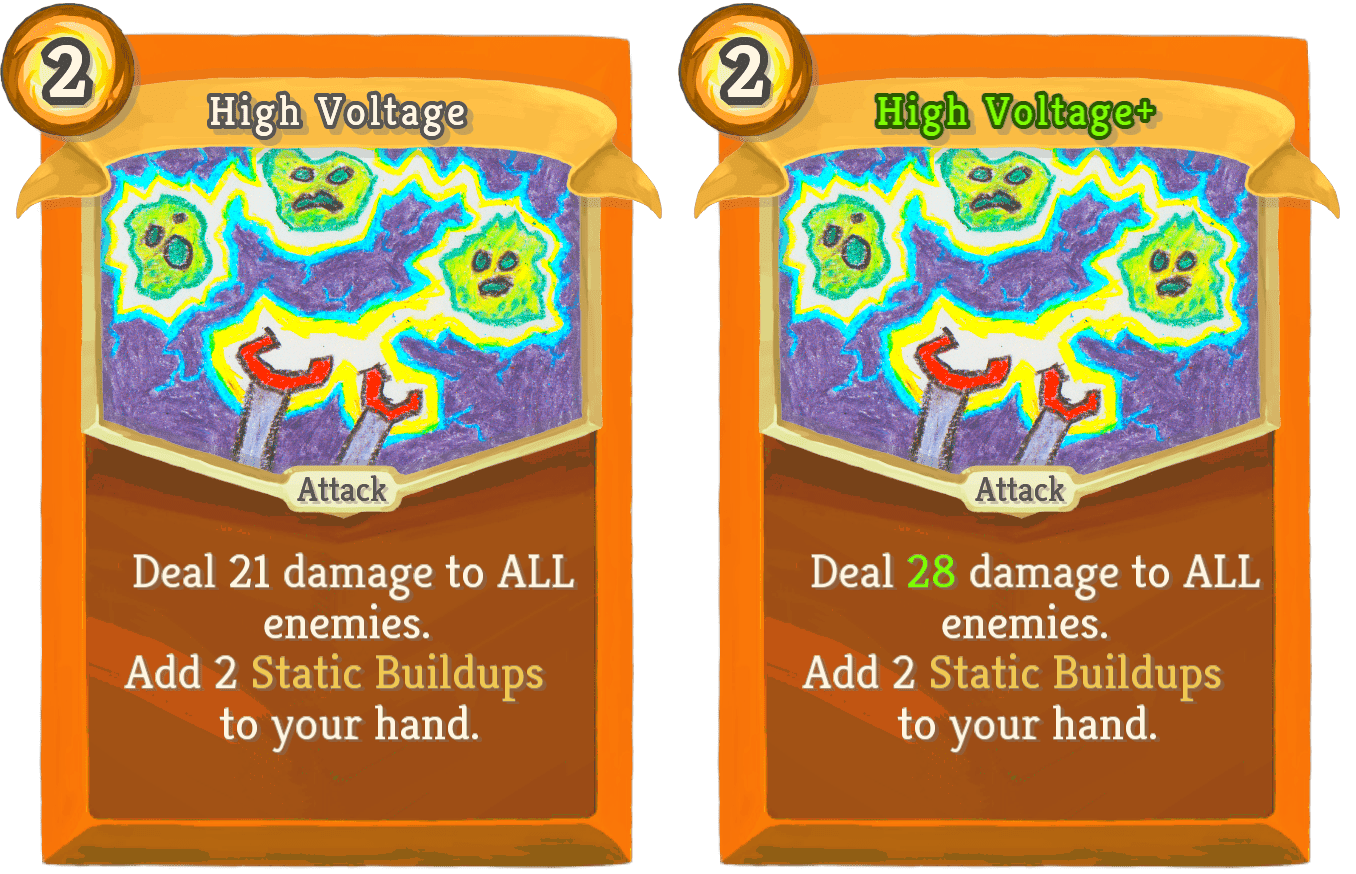 2
High Voltage
Attack
Deal 21 damage to ALL
enemies.
Add 2 Static Buildups
to your hand.
2
High Voltage+
Attack
Deal 28 damage to ALL
enemies.
Add 2 Static Buildups
to your hand.